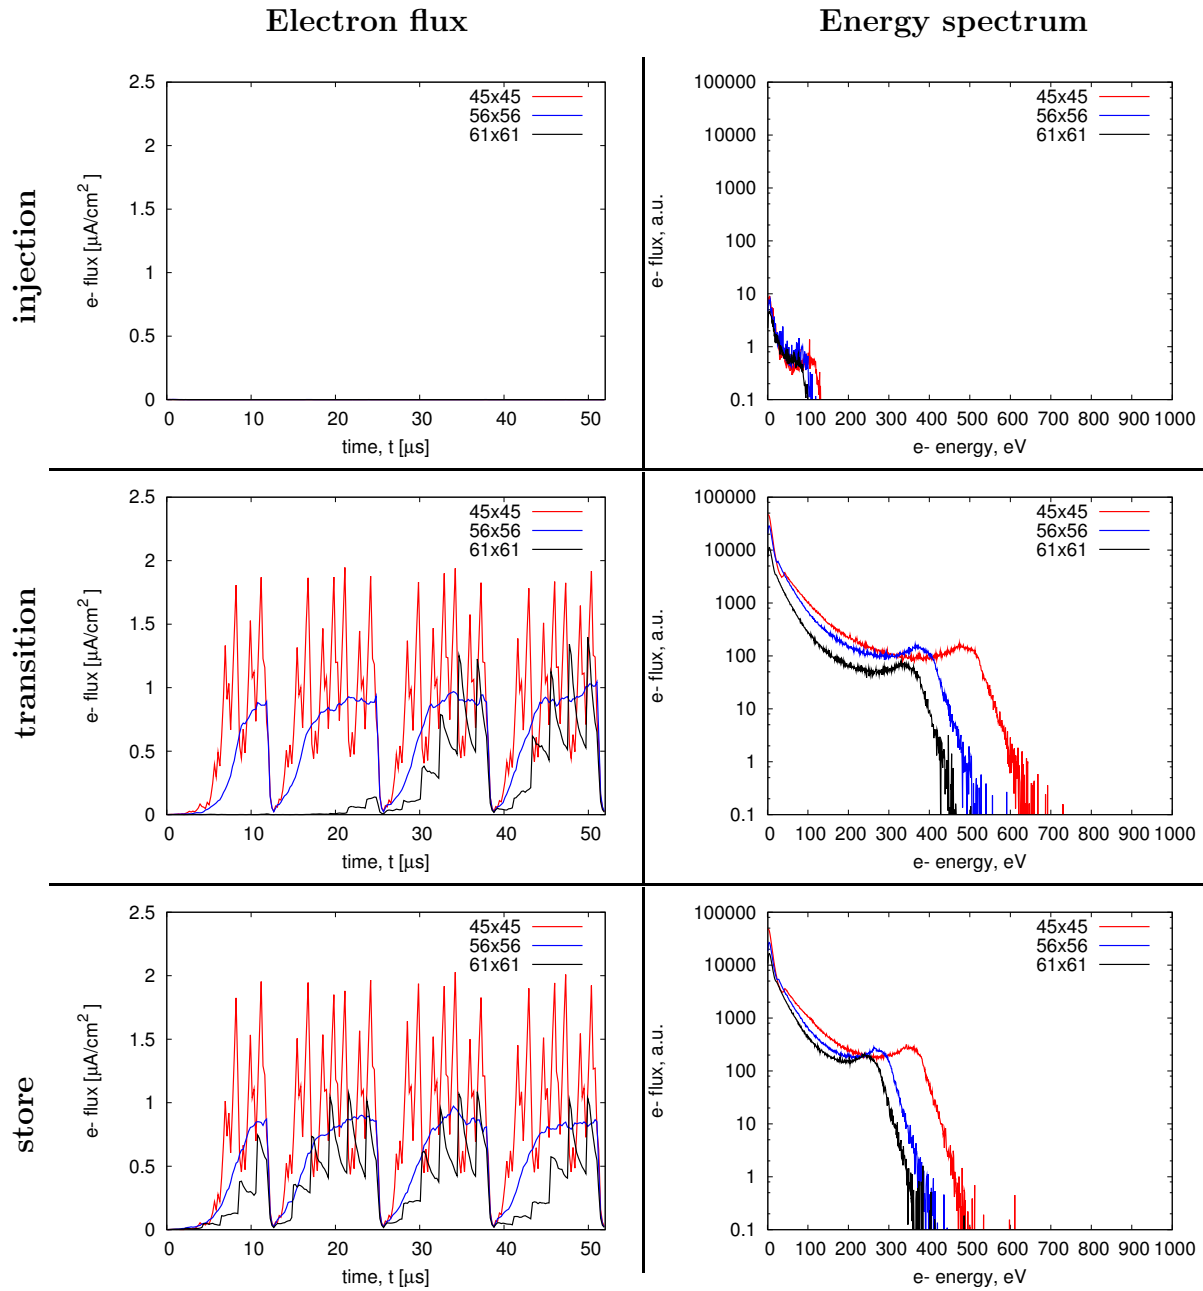 Electron flux
Energy spectrum
injection
e- flux [μA/cm²]
2.5
2
1.5
1
0.5
0
0 10 20 30 40 50
time, t [μs]
45x45
56x56
61x61
e- flux, a.u.
100000
10000
1000
100
10
1
0.1
0 100 200 300 400 500 600 700 800 900 1000
e- energy, eV
45x45
56x56
61x61
transition
e- flux [μA/cm²]
2.5
2
1.5
1
0.5
0
0 10 20 30 40 50
time, t [μs]
45x45
56x56
61x61
e- flux, a.u.
100000
10000
1000
100
10
1
0.1
0 100 200 300 400 500 600 700 800 900 1000
e- energy, eV
45x45
56x56
61x61
store
e- flux [μA/cm²]
2.5
2
1.5
1
0.5
0
0 10 20 30 40 50
time, t [μs]
45x45
56x56
61x61
e- flux, a.u.
100000
10000
1000
100
10
1
0.1
0 100 200 300 400 500 600 700 800 900 1000
e- energy, eV
45x45
56x56
61x61